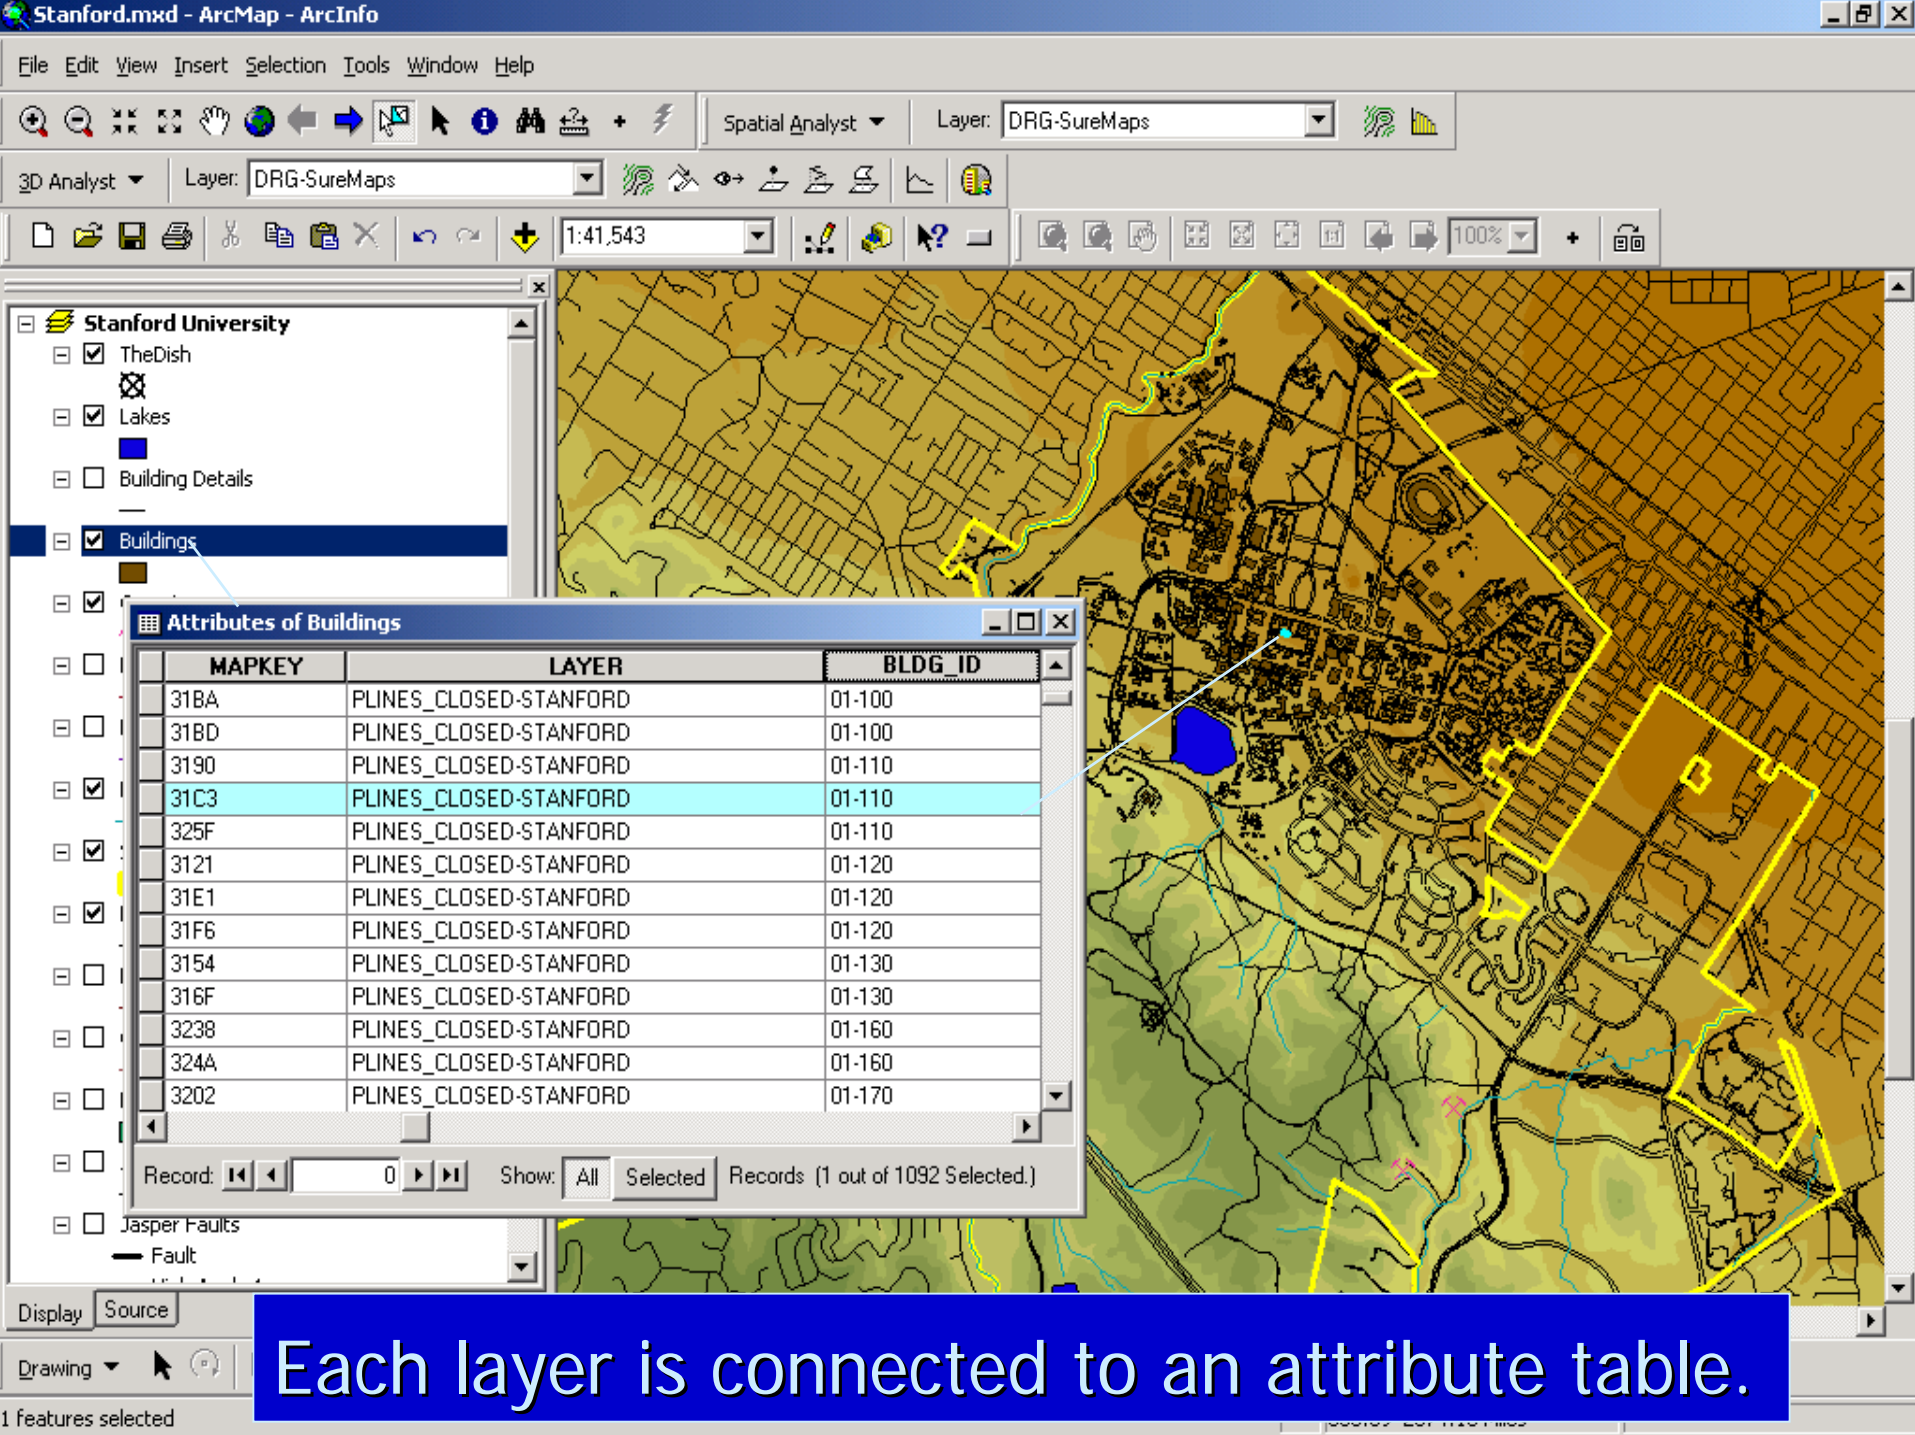 Stanford.mxd - ArcMap - ArcInfo
File Edit View Insert Selection Tools Window Help
Spatial Analyst Layer: DRG-SureMaps
3D Analyst Layer: DRG-SureMaps
1:41,543 100%
Stanford University
TheDish
Lakes
Building Details
Buildings
Attributes of Buildings
MAPKEY LAYER BLDG_ID
31BA PLINES_CLOSED-STANFORD 01-100
31BD PLINES_CLOSED-STANFORD 01-100
3190 PLINES_CLOSED-STANFORD 01-110
31C3 PLINES_CLOSED-STANFORD 01-110
325F PLINES_CLOSED-STANFORD 01-110
3121 PLINES_CLOSED-STANFORD 01-120
31E1 PLINES_CLOSED-STANFORD 01-120
31F6 PLINES_CLOSED-STANFORD 01-120
3154 PLINES_CLOSED-STANFORD 01-130
316F PLINES_CLOSED-STANFORD 01-130
3238 PLINES_CLOSED-STANFORD 01-160
324A PLINES_CLOSED-STANFORD 01-160
3202 PLINES_CLOSED-STANFORD 01-170
Record: 0 Show: All Selected Records (1 out of 1092 Selected.)
Jasper Faults
Fault
Display Source
Drawing
Each layer is connected to an attribute table.
1 features selected